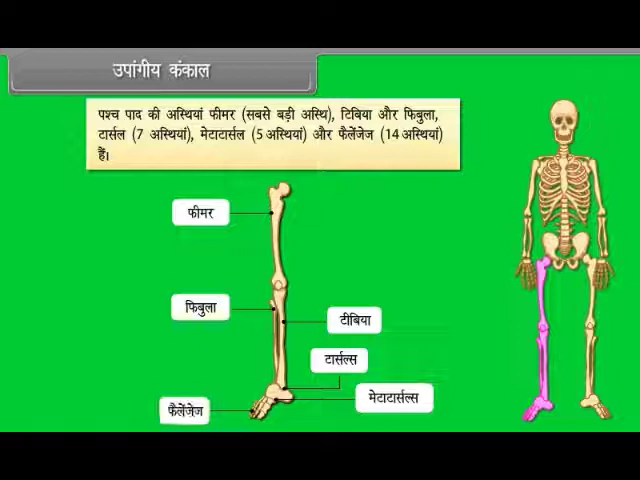 उपांगीय कंकाल
पश्च पाद की अस्थियां फीमर (सबसे बड़ी अस्थि), टिबिया और फिबुला,
टार्सल (7 अस्थियां), मेटाटार्सल (5 अस्थियां) और फैलेंजेज (14 अस्थियां)
हैं।
फीमर
फिबुला
टीबिया
टार्सल्स
मेटाटार्सल्स
फैलेंजेज